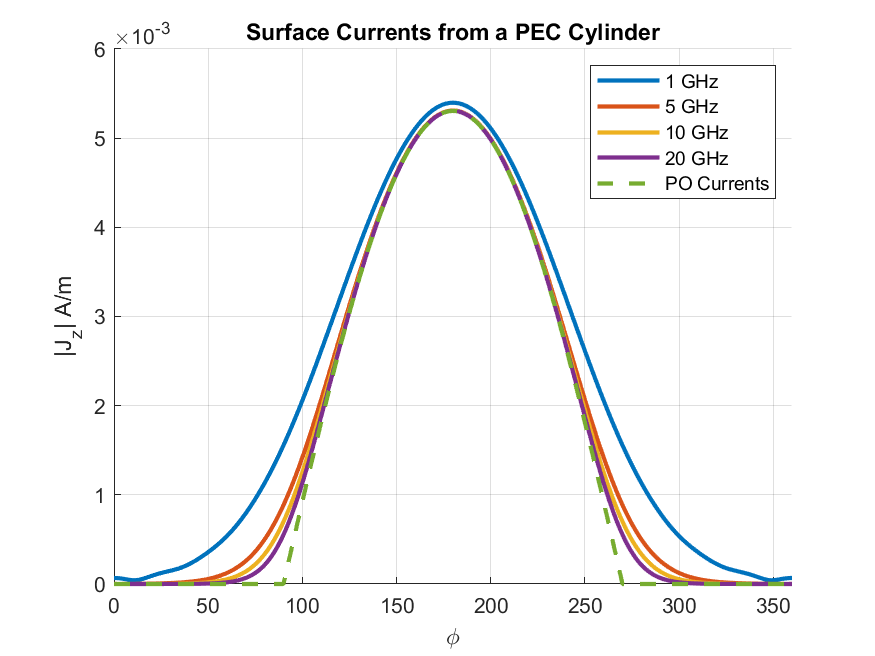 Surface Currents from a PEC Cylinder
×10⁻³
6
5
4
3
2
1
0
|J_z| A/m
0 50 100 150 200 250 300 350
ϕ
1 GHz
5 GHz
10 GHz
20 GHz
PO Currents